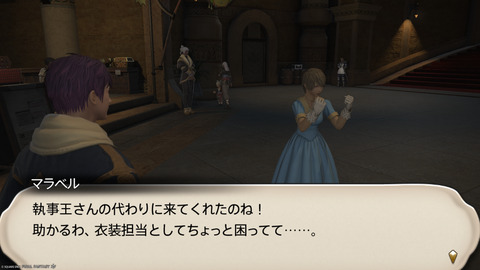 マラベル
執事王さんの代わりに来てくれたのね！
助かるわ、衣装担当としてちょっと困ってて……。